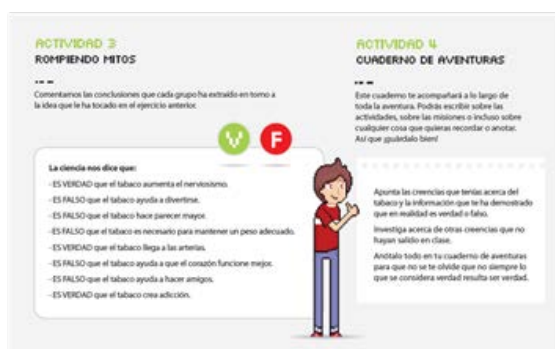 ACTIVIDAD 3
ROMPIENDO MITOS
Comentamos las conclusiones que cada grupo ha extraído en torno a
la idea que le ha tocado en el ejercicio anterior.
V F
La ciencia nos dice que:
- ES VERDAD que el tabaco aumenta el nerviosismo.
- ES FALSO que el tabaco ayuda a divertirse.
- ES FALSO que el tabaco hace parecer mayor.
- ES FALSO que el tabaco es necesario para mantener un peso adecuado.
- ES VERDAD que el tabaco llega a las arterias.
- ES FALSO que el tabaco ayuda a que el corazón funcione mejor.
- ES FALSO que el tabaco ayuda a hacer amigos.
- ES VERDAD que el tabaco crea adicción.
ACTIVIDAD 4
CUADERNO DE AVENTURAS
Este cuaderno te acompañará a lo largo de
toda la aventura. Podrás escribir sobre las
actividades, sobre las misiones o incluso sobre
cualquier cosa que quieras recordar o anotar.
Así que ¡guárdalo bien!
Apunta las creencias que tenías acerca del
tabaco y la información que te ha demostrado
que en realidad es verdad o falso.
Investiga acerca de otras creencias que no
hayan salido en clase.
Anótalo todo en tu cuaderno de aventuras
para que no se te olvide que no siempre lo
que se considera verdad resulta ser verdad.